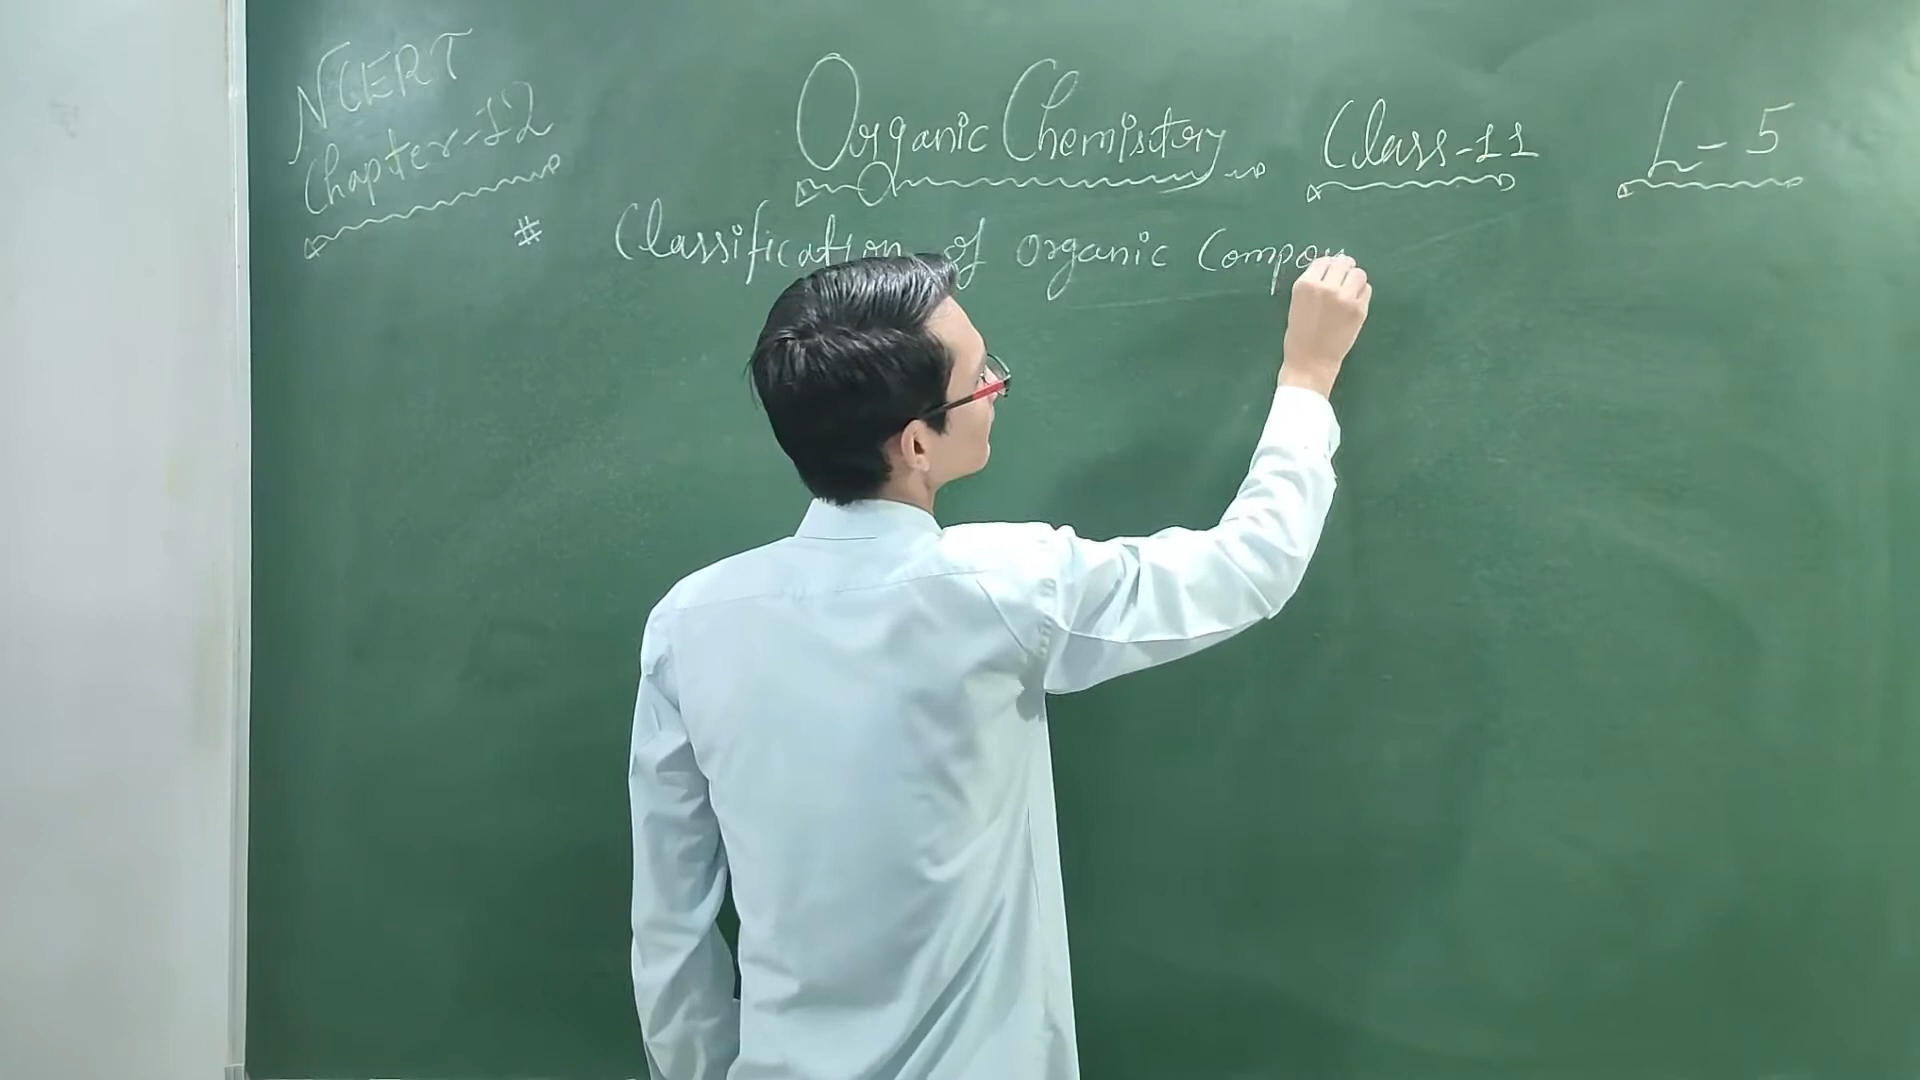 NCERT
Chapter-12
Organic Chemistry Class-11 L-5
# Classification of organic Compou